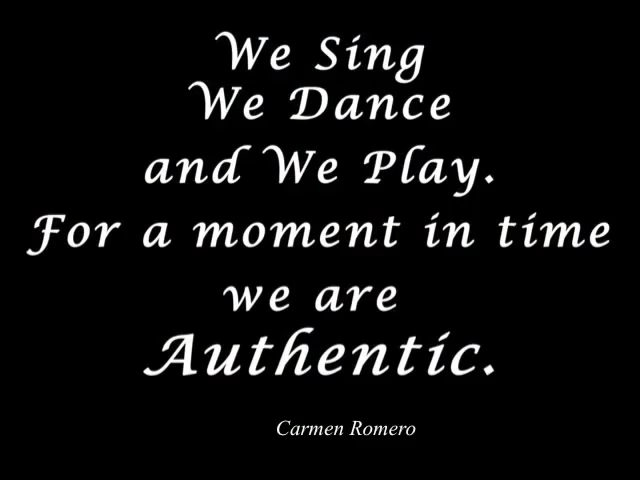 We Sing
We Dance
and We Play.
For a moment in time
we are
Authentic.
Carmen Romero